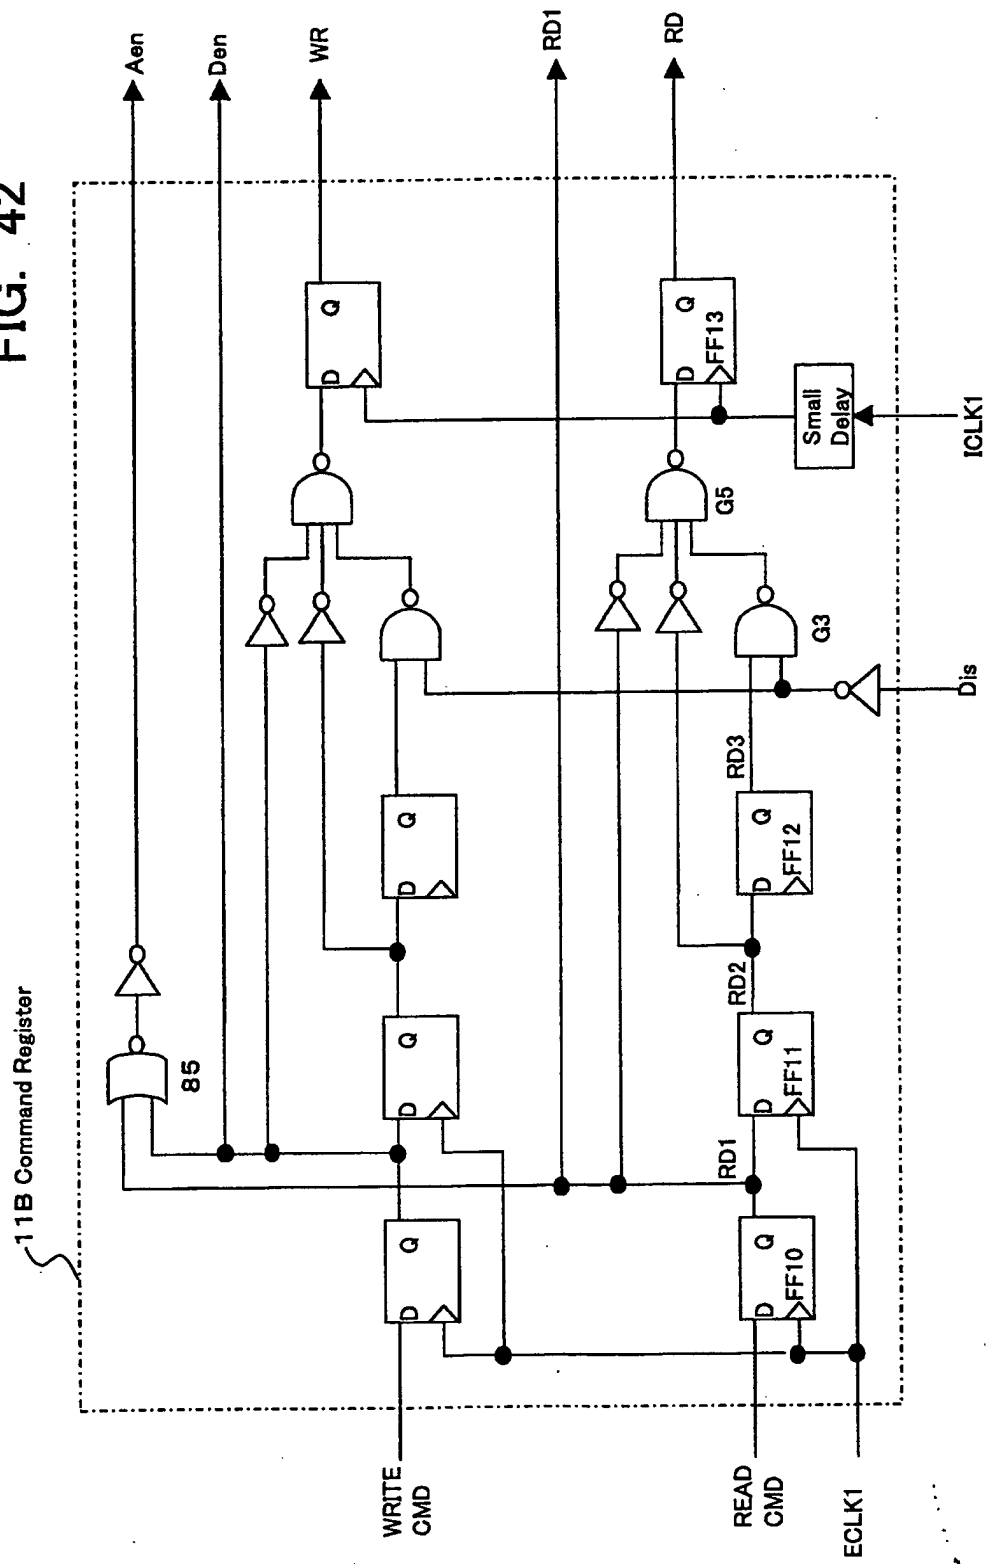 FIG. 42
11B Command Register
Aen
Den
WR
RD1
RD
85
D Q
D Q
D Q
D Q
WRITE
CMD
G5
G3
D Q
FF10
D Q
FF11
D Q
FF12
D Q
FF13
RD1
RD2
RD3
Small
Delay
READ
CMD
ECLK1
Dis
ICLK1